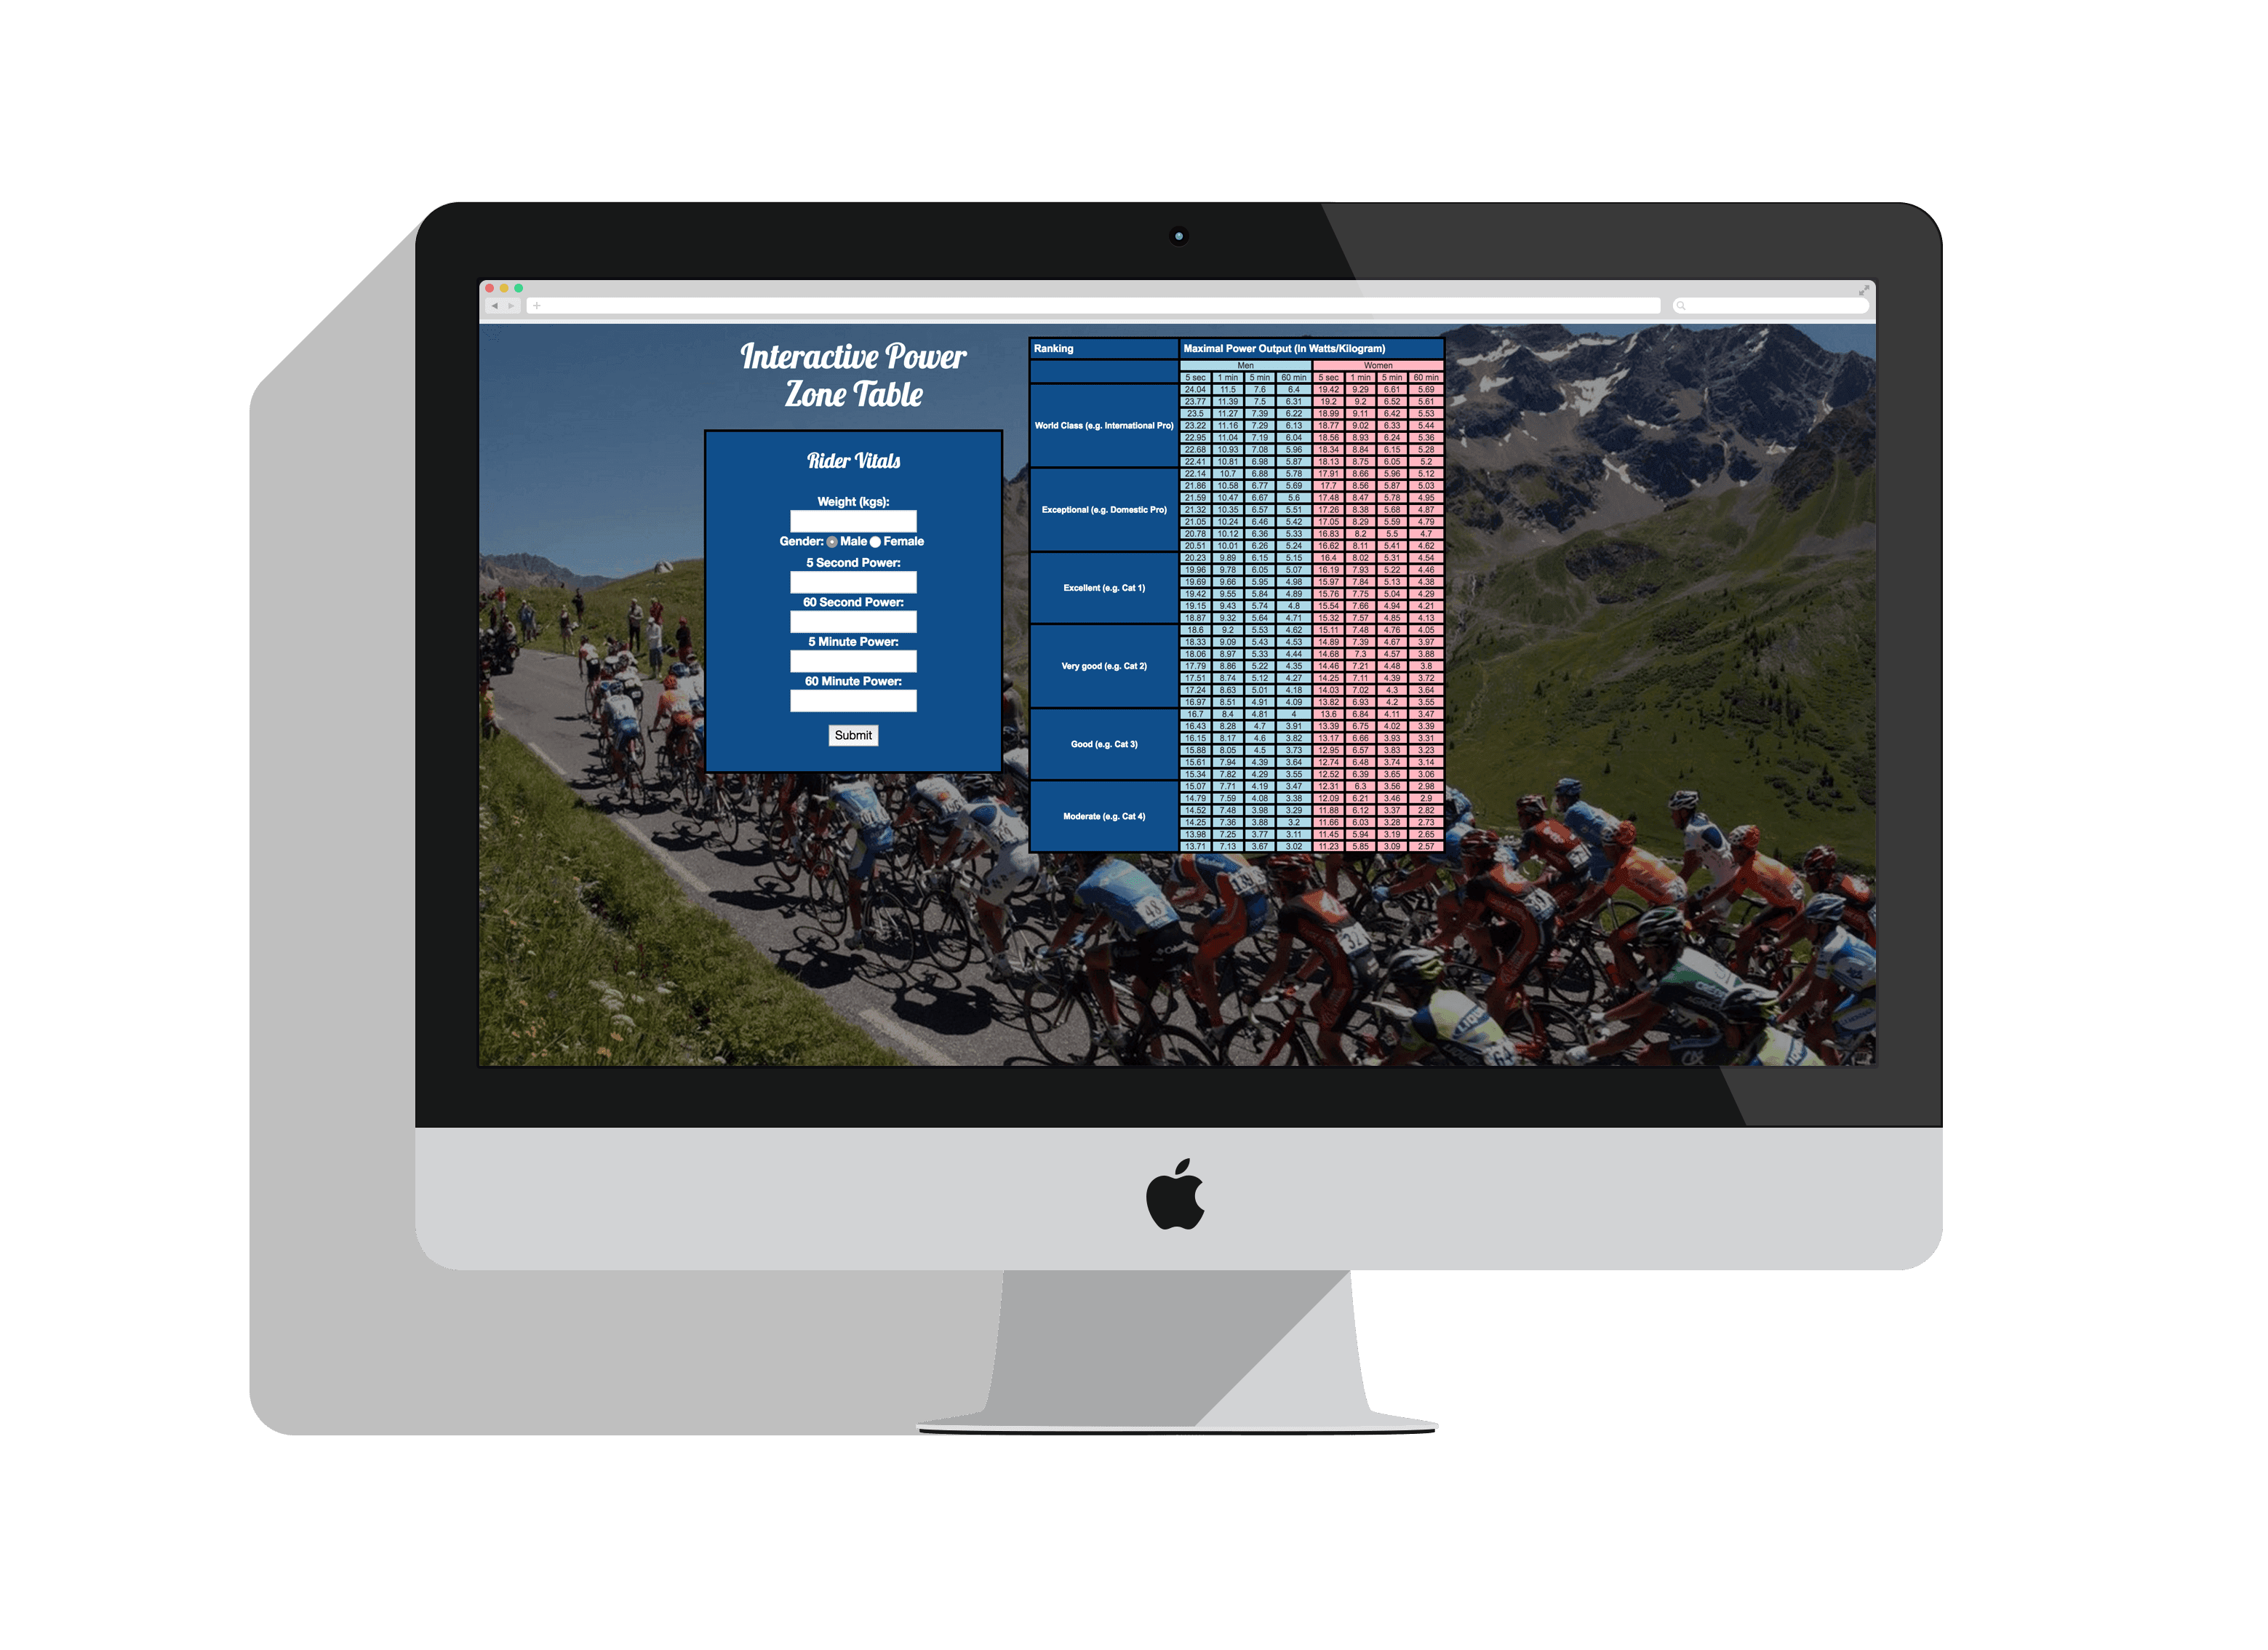 Interactive Power
Zone Table
Rider Vitals
Weight (kgs):
Gender: Male Female
5 Second Power:
60 Second Power:
5 Minute Power:
60 Minute Power:
Submit
Ranking Maximal Power Output (In Watts/Kilogram)
Men Women
5 sec 1 min 5 min 60 min 5 sec 1 min 5 min 60 min
World Class (e.g. International Pro)
24.04 11.5 7.6 6.4 19.42 9.29 6.61 5.69
23.77 11.39 7.5 6.31 19.2 9.2 6.52 5.61
23.5 11.27 7.39 6.22 18.99 9.11 6.42 5.53
23.22 11.16 7.29 6.13 18.77 9.02 6.33 5.44
22.95 11.04 7.19 6.04 18.56 8.93 6.24 5.36
22.68 10.93 7.08 5.96 18.34 8.84 6.15 5.28
22.41 10.81 6.98 5.87 18.13 8.75 6.05 5.2
Exceptional (e.g. Domestic Pro)
22.14 10.7 6.88 5.78 17.91 8.66 5.96 5.12
21.86 10.58 6.77 5.69 17.7 8.56 5.87 5.03
21.59 10.47 6.67 5.6 17.48 8.47 5.78 4.95
21.32 10.35 6.57 5.51 17.26 8.38 5.68 4.87
21.05 10.24 6.46 5.42 17.05 8.29 5.59 4.79
20.78 10.12 6.36 5.33 16.83 8.2 5.5 4.7
20.51 10.01 6.26 5.24 16.62 8.11 5.41 4.62
Excellent (e.g. Cat 1)
20.23 9.89 6.15 5.15 16.4 8.02 5.31 4.54
19.96 9.78 6.05 5.07 16.19 7.93 5.22 4.46
19.69 9.66 5.95 4.98 15.97 7.84 5.13 4.38
19.42 9.55 5.84 4.89 15.76 7.75 5.04 4.29
19.15 9.43 5.74 4.8 15.54 7.66 4.94 4.21
18.87 9.32 5.64 4.71 15.32 7.57 4.85 4.13
Very good (e.g. Cat 2)
18.6 9.2 5.53 4.62 15.11 7.48 4.76 4.05
18.33 9.09 5.43 4.53 14.89 7.39 4.67 3.97
18.06 8.97 5.33 4.44 14.68 7.3 4.57 3.88
17.79 8.86 5.22 4.35 14.46 7.21 4.48 3.8
17.51 8.74 5.12 4.27 14.25 7.11 4.39 3.72
17.24 8.63 5.01 4.18 14.03 7.02 4.3 3.64
16.97 8.51 4.91 4.09 13.82 6.93 4.2 3.55
Good (e.g. Cat 3)
16.7 8.4 4.81 4 13.6 6.84 4.11 3.47
16.43 8.28 4.7 3.91 13.39 6.75 4.02 3.39
16.15 8.17 4.6 3.82 13.17 6.66 3.93 3.31
15.88 8.05 4.5 3.73 12.95 6.57 3.83 3.23
15.61 7.94 4.39 3.64 12.74 6.48 3.74 3.14
15.34 7.82 4.29 3.55 12.52 6.39 3.65 3.06
Moderate (e.g. Cat 4)
15.07 7.71 4.19 3.47 12.31 6.3 3.56 2.98
14.79 7.59 4.08 3.38 12.09 6.21 3.46 2.9
14.52 7.48 3.98 3.29 11.88 6.12 3.37 2.82
14.25 7.36 3.88 3.2 11.66 6.03 3.28 2.73
13.98 7.25 3.77 3.11 11.45 5.94 3.19 2.65
13.71 7.13 3.67 3.02 11.23 5.85 3.09 2.57
48